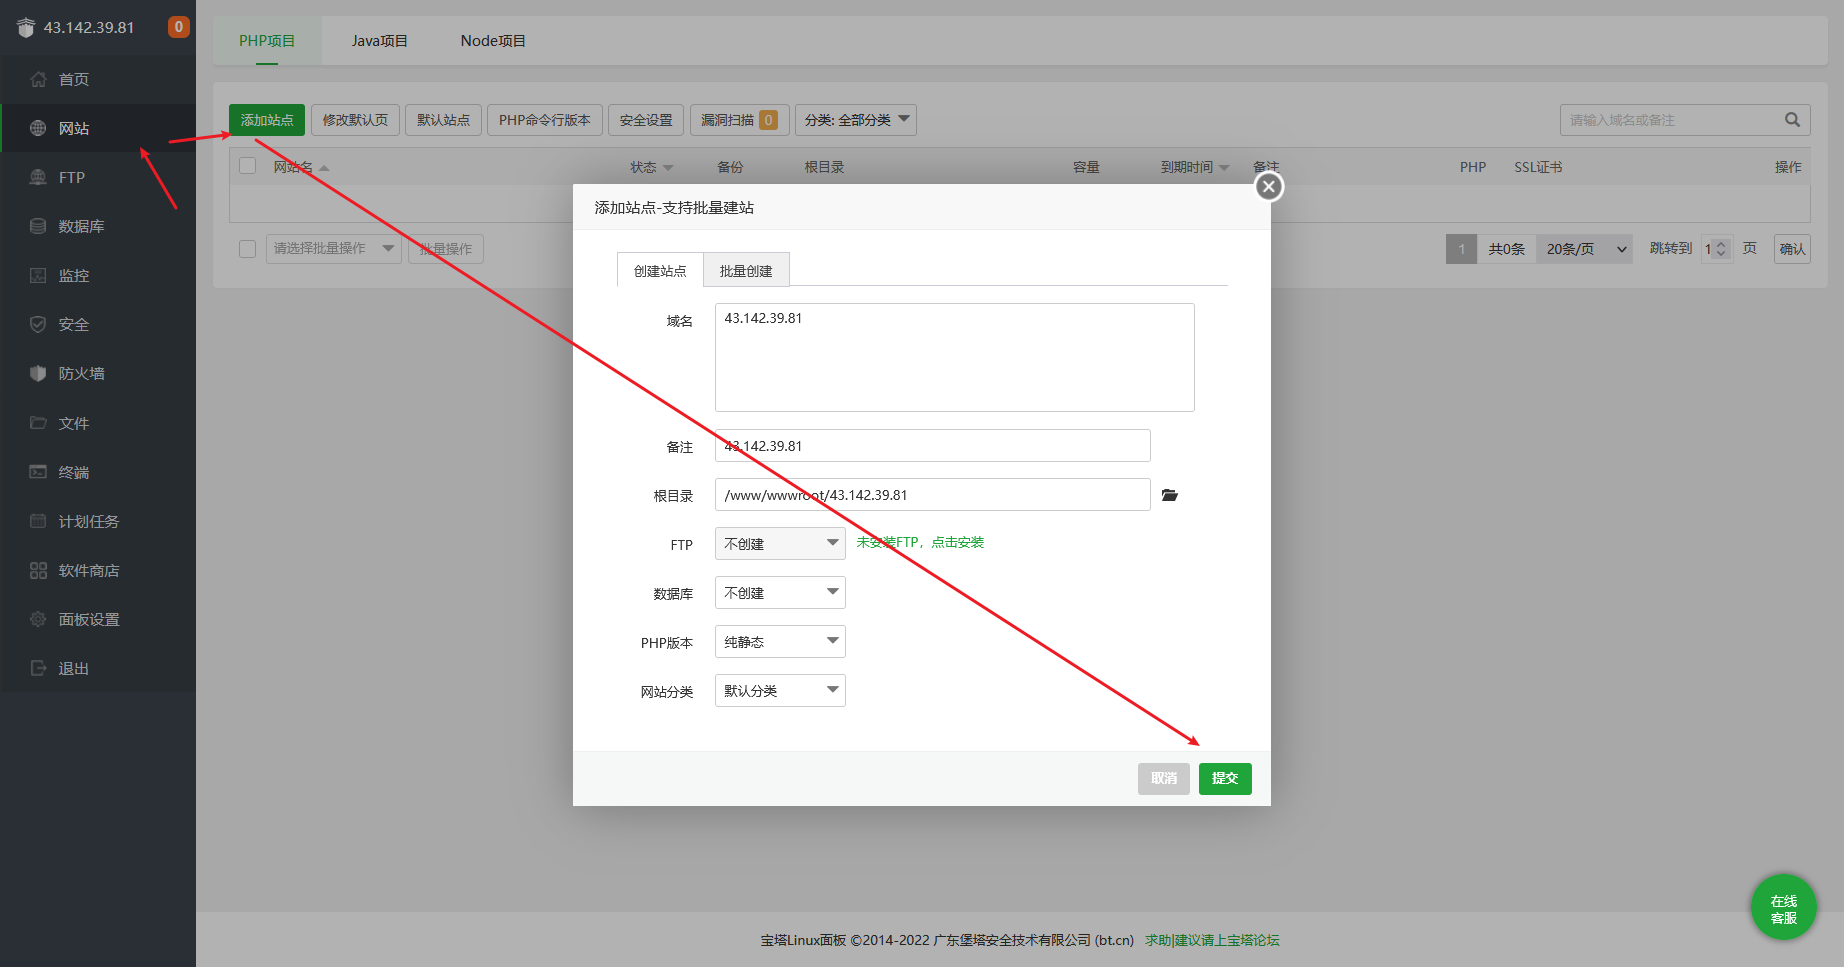 43.142.39.81 0
首页
网站
FTP
数据库
监控
安全
防火墙
文件
终端
计划任务
软件商店
面板设置
退出
PHP项目 Java项目 Node项目
添加站点 修改默认页 默认站点 PHP命令行版本 安全设置 漏洞扫描 0 分类: 全部分类 请输入域名或备注
网站名 状态 备份 根目录 容量 到期时间 备注 PHP SSL证书 操作
请选择批量操作 批量操作 1 共0条 20条/页 跳转到 1 页 确认
添加站点-支持批量建站
创建站点 批量创建
域名 43.142.39.81
备注 43.142.39.81
根目录 /www/wwwroot/43.142.39.81
FTP 不创建 未安装FTP，点击安装
数据库 不创建
PHP版本 纯静态
网站分类 默认分类
取消 提交
在线
客服
宝塔Linux面板 ©2014-2022 广东堡塔安全技术有限公司 (bt.cn) 求助|建议请上宝塔论坛